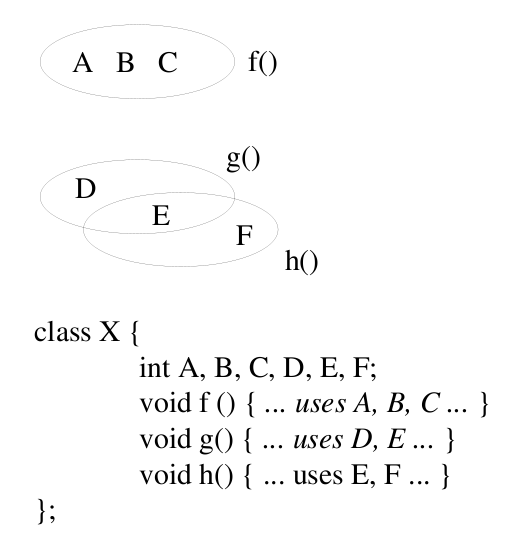 A B C f()
g()
D
E
F
h()
class X {
int A, B, C, D, E, F;
void f () { ... uses A, B, C ... }
void g() { ... uses D, E ... }
void h() { ... uses E, F ... }
};